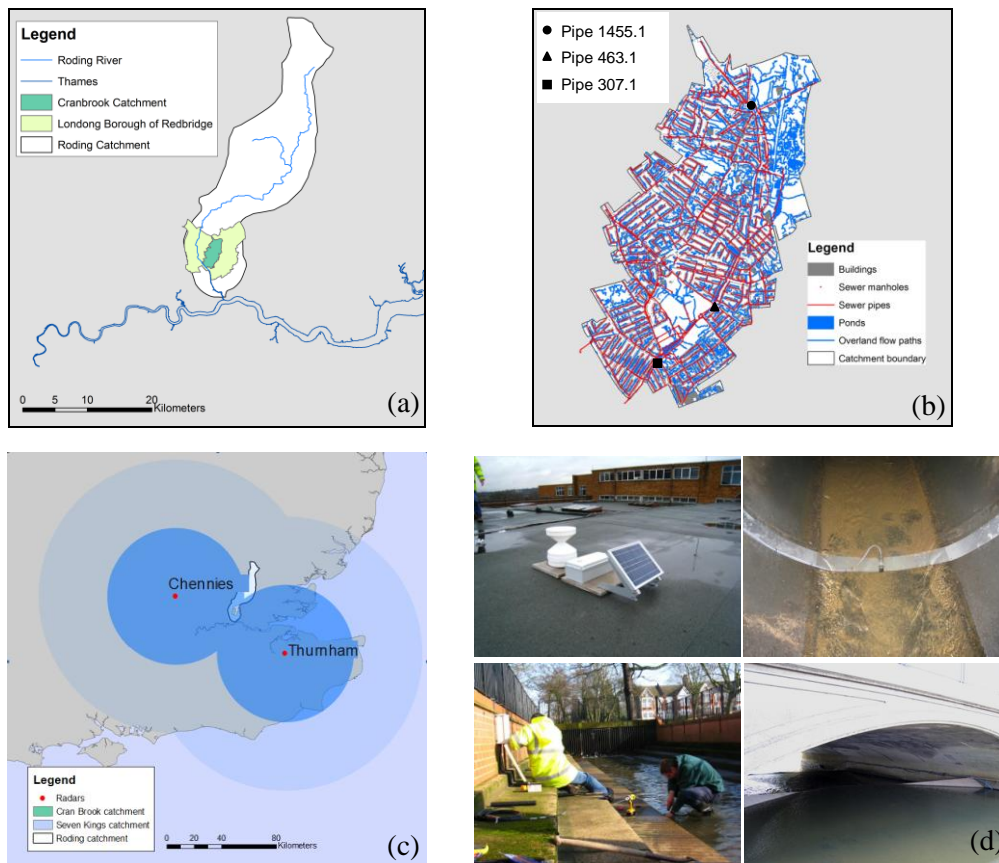 Legend
Roding River
Thames
Cranbrook Catchment
Londong Borough of Redbridge
Roding Catchment
0 5 10 20
Kilometers
(a)
Pipe 1455.1
Pipe 463.1
Pipe 307.1
Legend
Buildings
Sewer manholes
Sewer pipes
Ponds
Overland flow paths
Catchment boundary
(b)
Chennies
Thurnham
Legend
Radars
Cran Brook catchment
Seven Kings catchment
Roding catchment
0 20 40 80
Kilometers
(c)
(d)